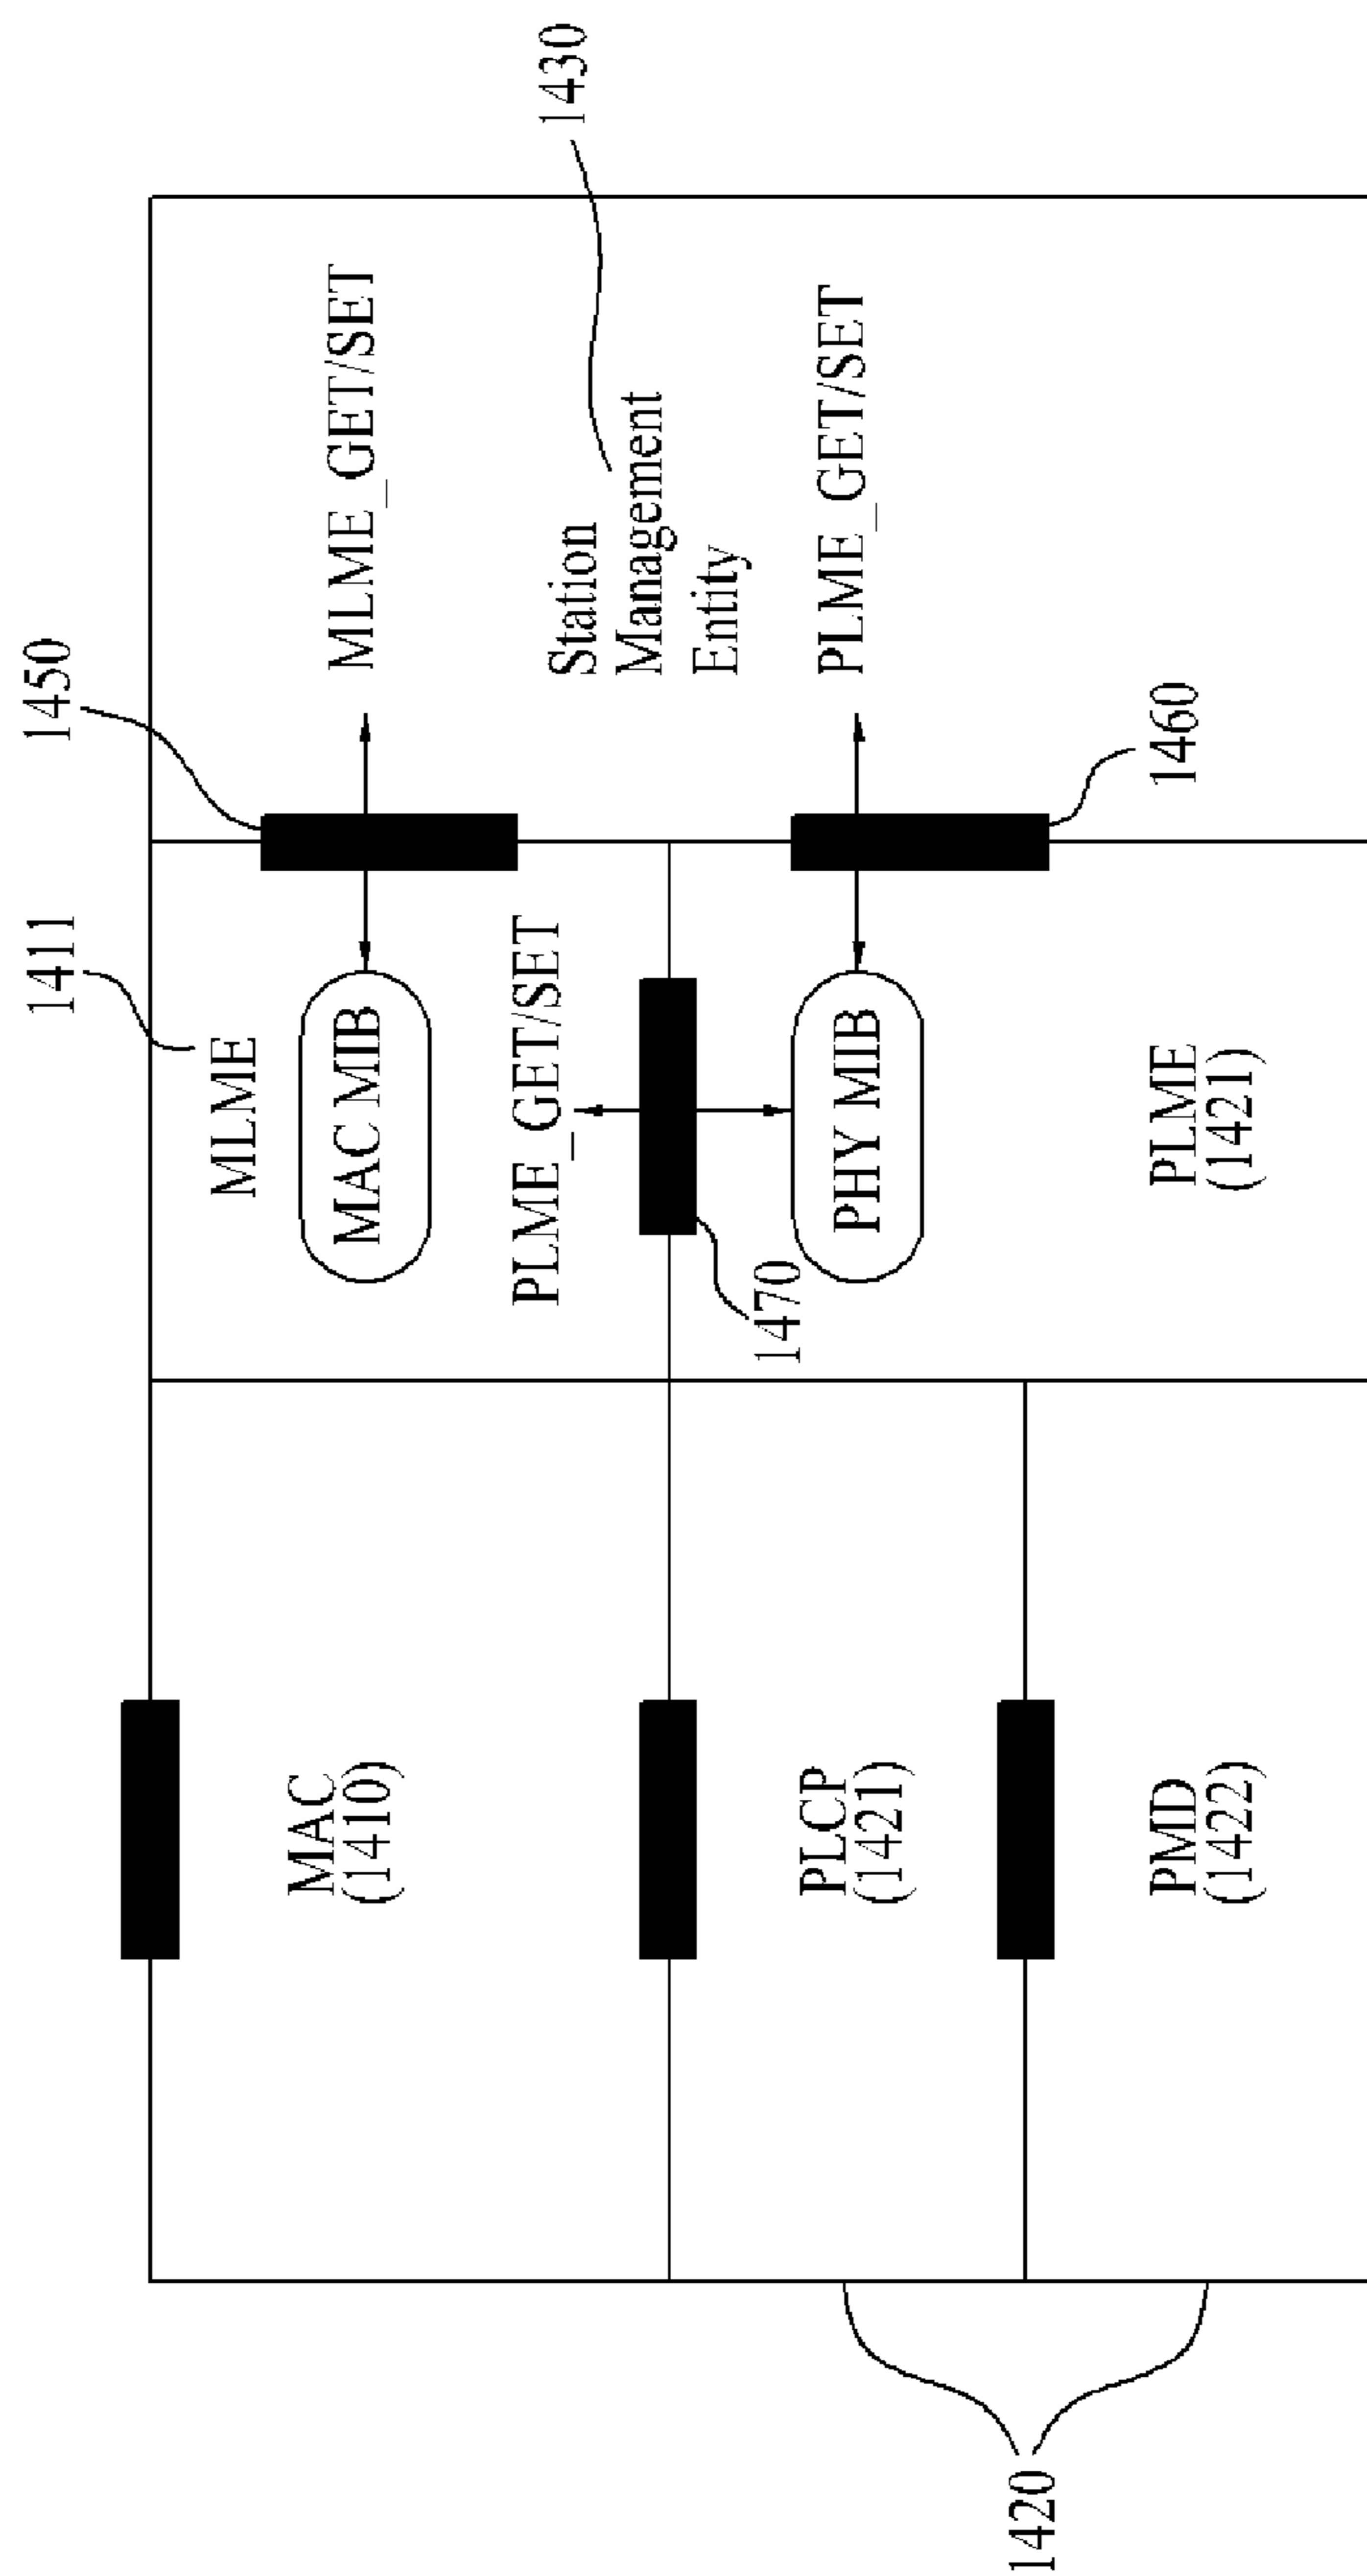 1411
1450
MLME
MAC
(1410)
MAC MIB
MLME_GET/SET
PLME_GET/SET
Station
Management
Entity
1430
1470
PLCP
(1421)
PHY MIB
PLME_GET/SET
1420
PMD
(1422)
PLME
(1421)
1460